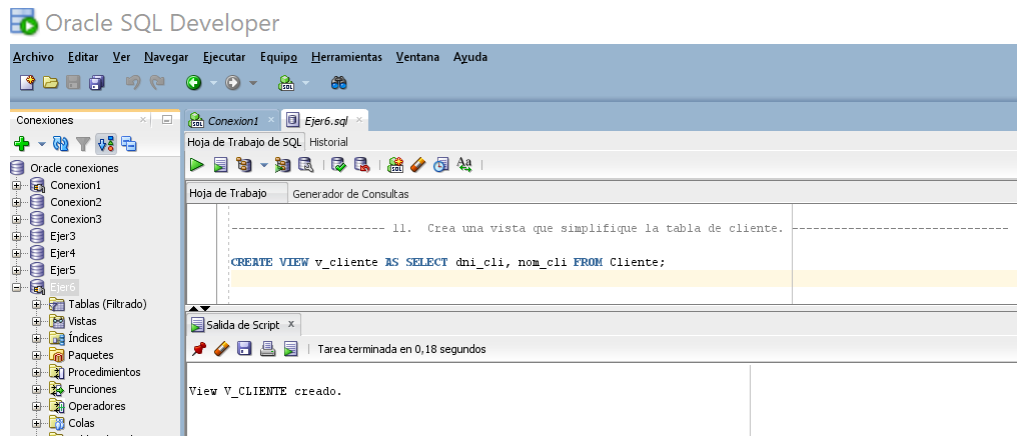 Oracle SQL Developer
Archivo Editar Ver Navegar Ejecutar Equipo Herramientas Ventana Ayuda
Conexiones
Conexion1
Ejer6.sql
Hoja de Trabajo de SQL Historial
Oracle conexiones
Conexion1
Conexion2
Conexion3
Ejer3
Ejer4
Ejer5
Ejer6
Tablas (Filtrado)
Vistas
Índices
Paquetes
Procedimientos
Funciones
Operadores
Colas
Hoja de Trabajo Generador de Consultas
---------------------- 11. Crea una vista que simplifique la tabla de cliente. -------------------------------
CREATE VIEW v_cliente AS SELECT dni_cli, nom_cli FROM Cliente;
Salida de Script
Tarea terminada en 0,18 segundos
View V_CLIENTE creado.